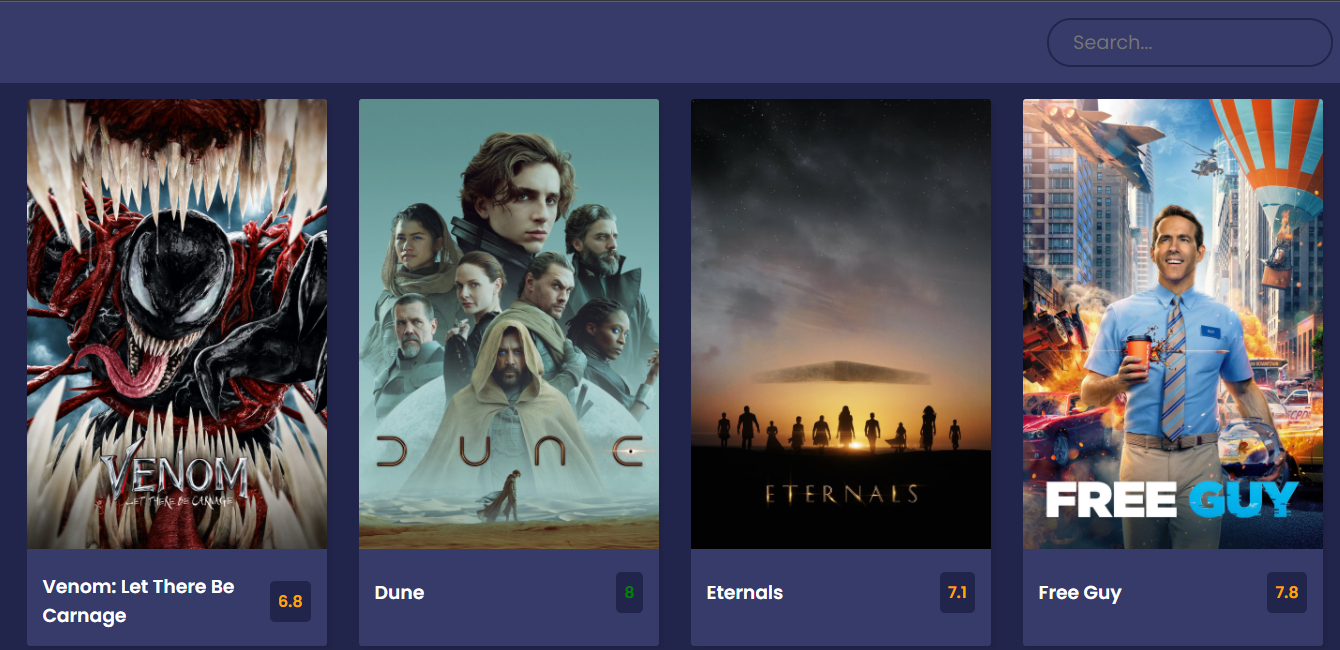 Search...
VENOM
LET THERE BE CARNAGE
DUNE
ETERNALS
FREE GUY
Venom: Let There Be
Carnage
6.8
Dune
8
Eternals
7.1
Free Guy
7.8